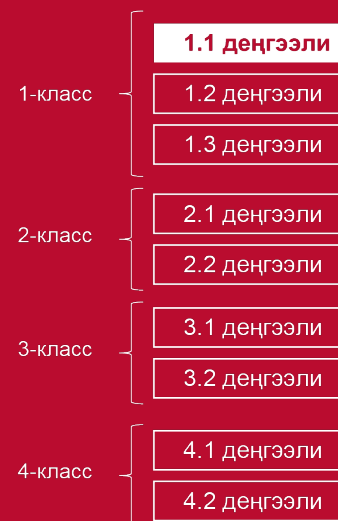 1-класс
1.1 деңгээли
1.2 деңгээли
1.3 деңгээли
2-класс
2.1 деңгээли
2.2 деңгээли
3-класс
3.1 деңгээли
3.2 деңгээли
4-класс
4.1 деңгээли
4.2 деңгээли